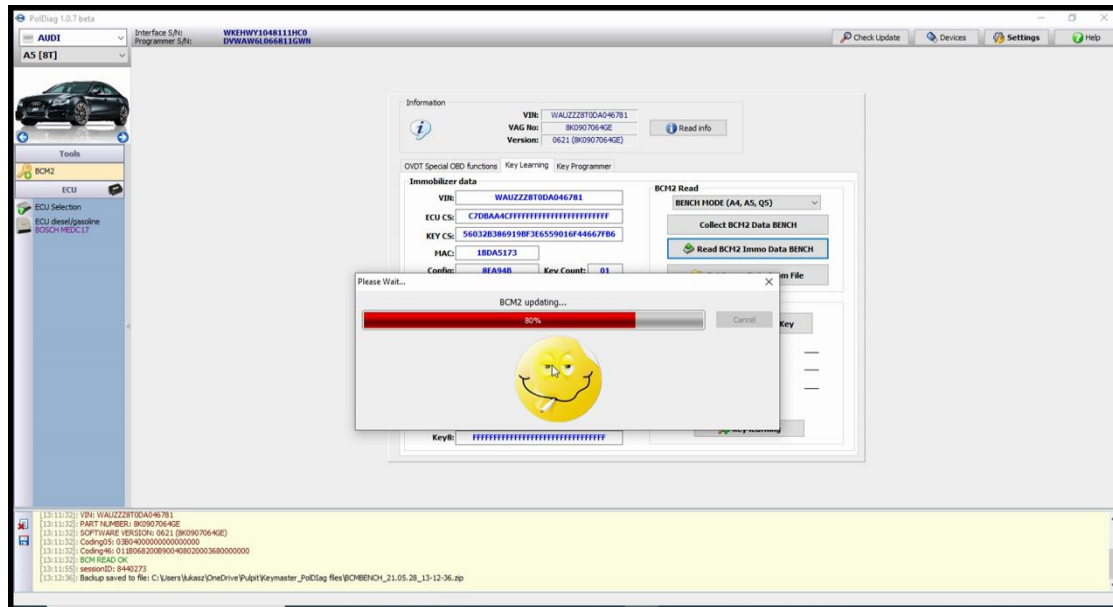 PolDiag 1.0.7 beta
AUDI
Interface S/N: WKEHWY1048111HC0
Programmer S/N: DVWAW6L066811GWN
Check Update
Devices
Settings
Help
A5 [8T]
Information
VIN: WAUZZZ8T0DA046781
VAG No: 8K0907064GE
Version: 0621 (8K0907064GE)
Read info
Tools
BCM2
ECU
ECU Selection
ECU diesel/gasoline
BOSCH MEDC17
OVDT Special OBD functions
Key Learning
Key Programmer
Immobilizer data
VIN: WAUZZZ8T0DA046781
ECU CS: C7DBAA4CFFFFFFFFFFFFFFFFFFFFFFFF
KEY CS: 56032B386919BF3E6559016F44667FB6
MAC: 1BDA5173
Config: 8EA94B Key Count: 01
BCM2 Read
BENCH MODE (A4, A5, Q5)
Collect BCM2 Data BENCH
Read BCM2 Immo Data BENCH
File
Please Wait...
BCM2 updating...
80%
Cancel
Key
Key8: FFFFFFFFFFFFFFFFFFFFFFFFFFFFFFFF
Key learning
[13:11:32]: VIN: WAUZZZ8T0DA046781
[13:11:32]: PART NUMBER: 8K0907064GE
[13:11:32]: SOFTWARE VERSION: 0621 (8K0907064GE)
[13:11:32]: Coding05: 03B04000000000000000
[13:11:32]: Coding46: 011B068200B900408020003680000000
[13:11:32]: BCM READ OK
[13:11:55]: sessionID: 8440273
[13:12:36]: Backup saved to file: C:\Users\lukasz\OneDrive\Pulpit\Keymaster_PolDIag files\BCMBENCH_21.05.28_13-12-36.zip